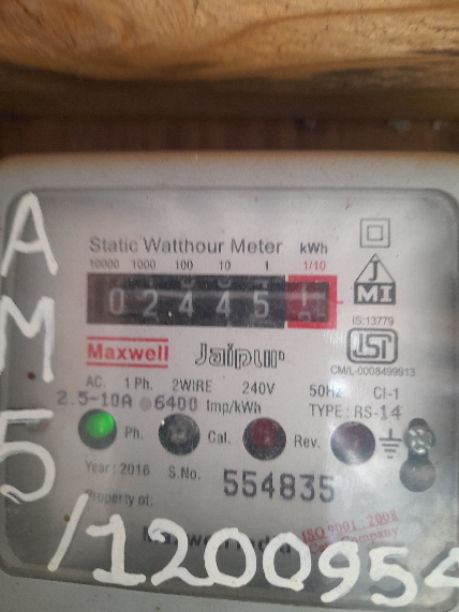 Static Watthour Meter kWh
10000 1000 100 10 1 1/10
02445
JMI
IS:13779
ISI
CM/L-0008499913
Maxwell Jaipur
AC. 1 Ph. 2WIRE 240V 50Hz Cl-1
2.5-10A 6400 Imp/kWh TYPE: RS-14
Ph. Cal. Rev.
Year: 2016 S.No. 554835
Property of:
ISO 9001:2008
Company
AM5
/1200954